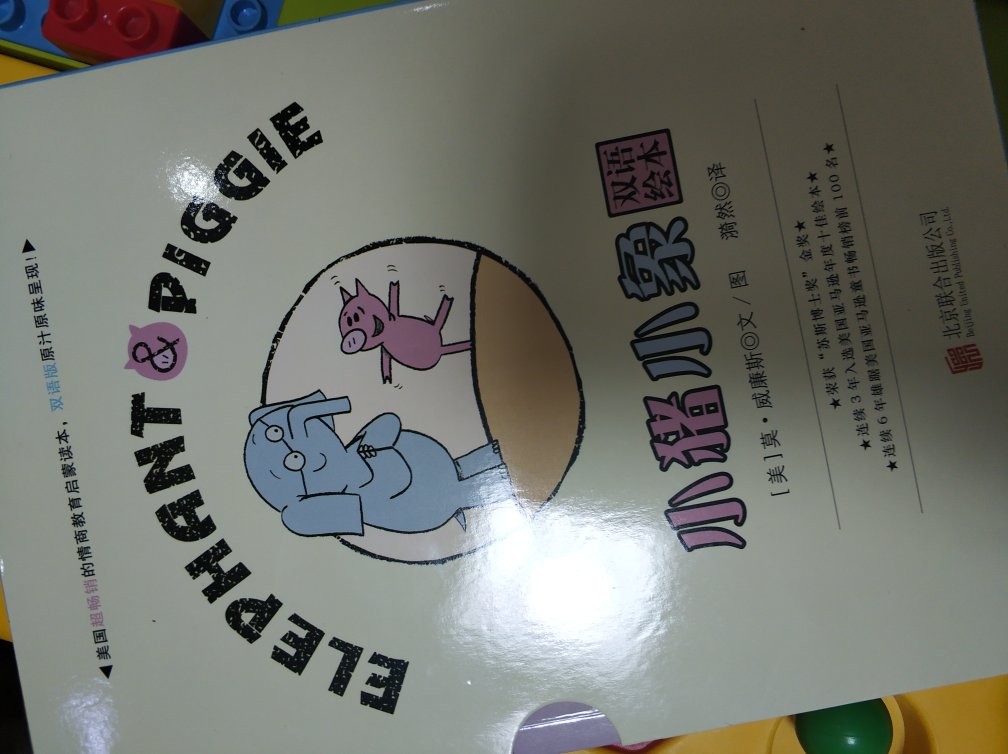 ◀美国超畅销的情商教育启蒙读本，双语版原汁原味呈现！▶
ELEPHANT & PIGGIE
小猪小象
双语
绘本
［美］莫·威廉斯◎文／图 漪然◎译
★荣获“苏斯博士奖”金奖★
★连续3年入选美国亚马逊年度十佳绘本★
★连续6年雄踞美国亚马逊童书畅销榜前100名★
北京联合出版公司
Beijing United Publishing Co.,Ltd.